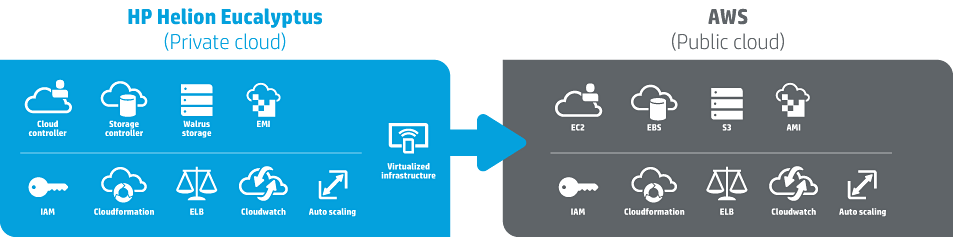 HP Helion Eucalyptus
(Private cloud)
AWS
(Public cloud)
Cloud
controller
Storage
controller
Walrus
storage
EMI
Virtualized
infrastructure
IAM
Cloudformation
ELB
Cloudwatch
Auto scaling
EC2
EBS
S3
AMI
IAM
Cloudformation
ELB
Cloudwatch
Auto scaling